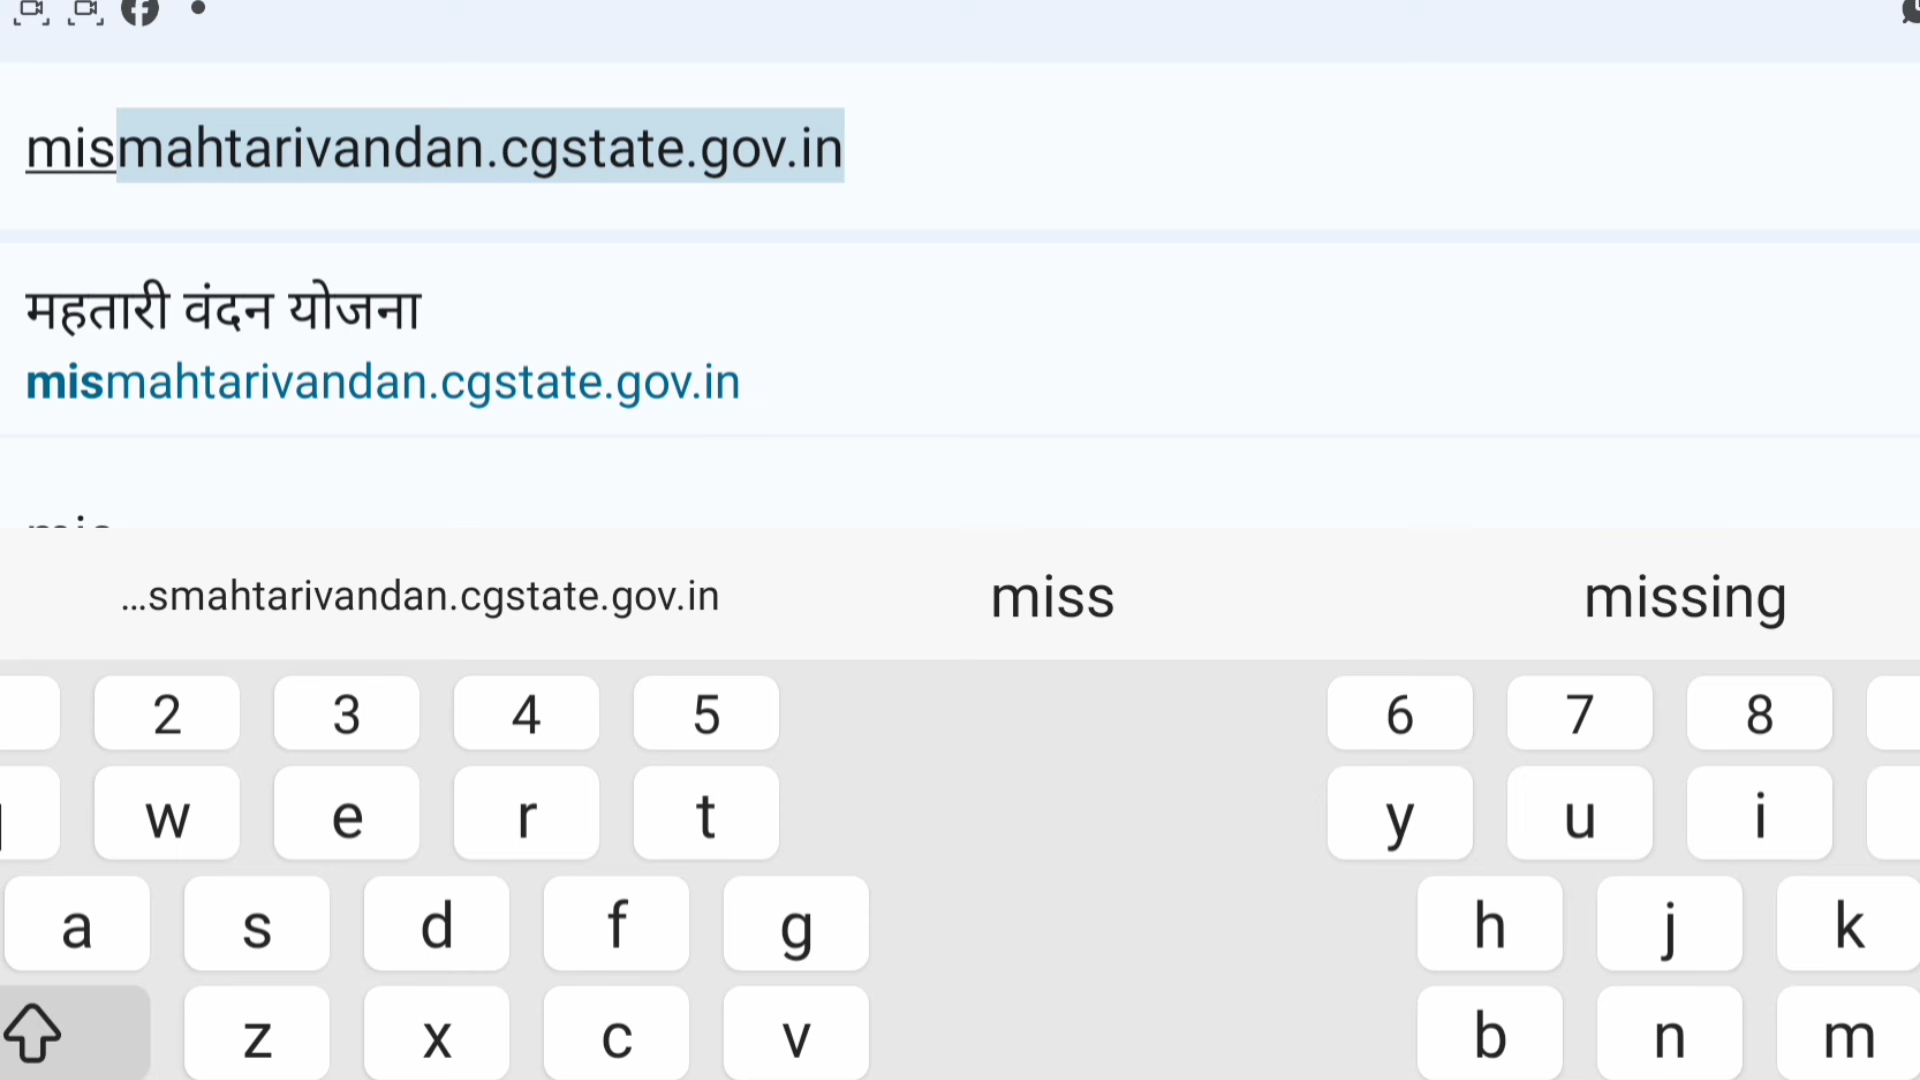 mismahtarivandan.cgstate.gov.in
महतारी वंदन योजना
mismahtarivandan.cgstate.gov.in
...smahtarivandan.cgstate.gov.in miss missing
2 3 4 5 6 7 8
w e r t y u i
a s d f g h j k
z x c v b n m